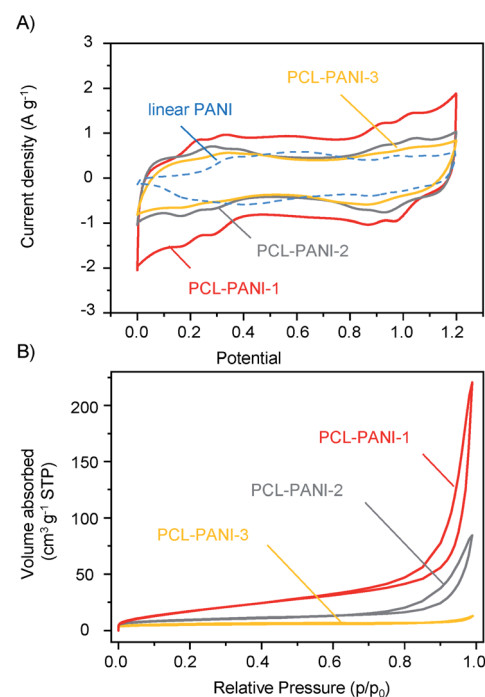 A)
3
2
1
0
-1
-2
-3
Current density (A g⁻¹)
PCL-PANI-3
linear PANI
PCL-PANI-2
PCL-PANI-1
0.0 0.2 0.4 0.6 0.8 1.0 1.2
Potential
B)
200
150
100
50
0
Volume absorbed
(cm³ g⁻¹ STP)
PCL-PANI-1
PCL-PANI-2
PCL-PANI-3
0.0 0.2 0.4 0.6 0.8 1.0
Relative Pressure (p/p₀)